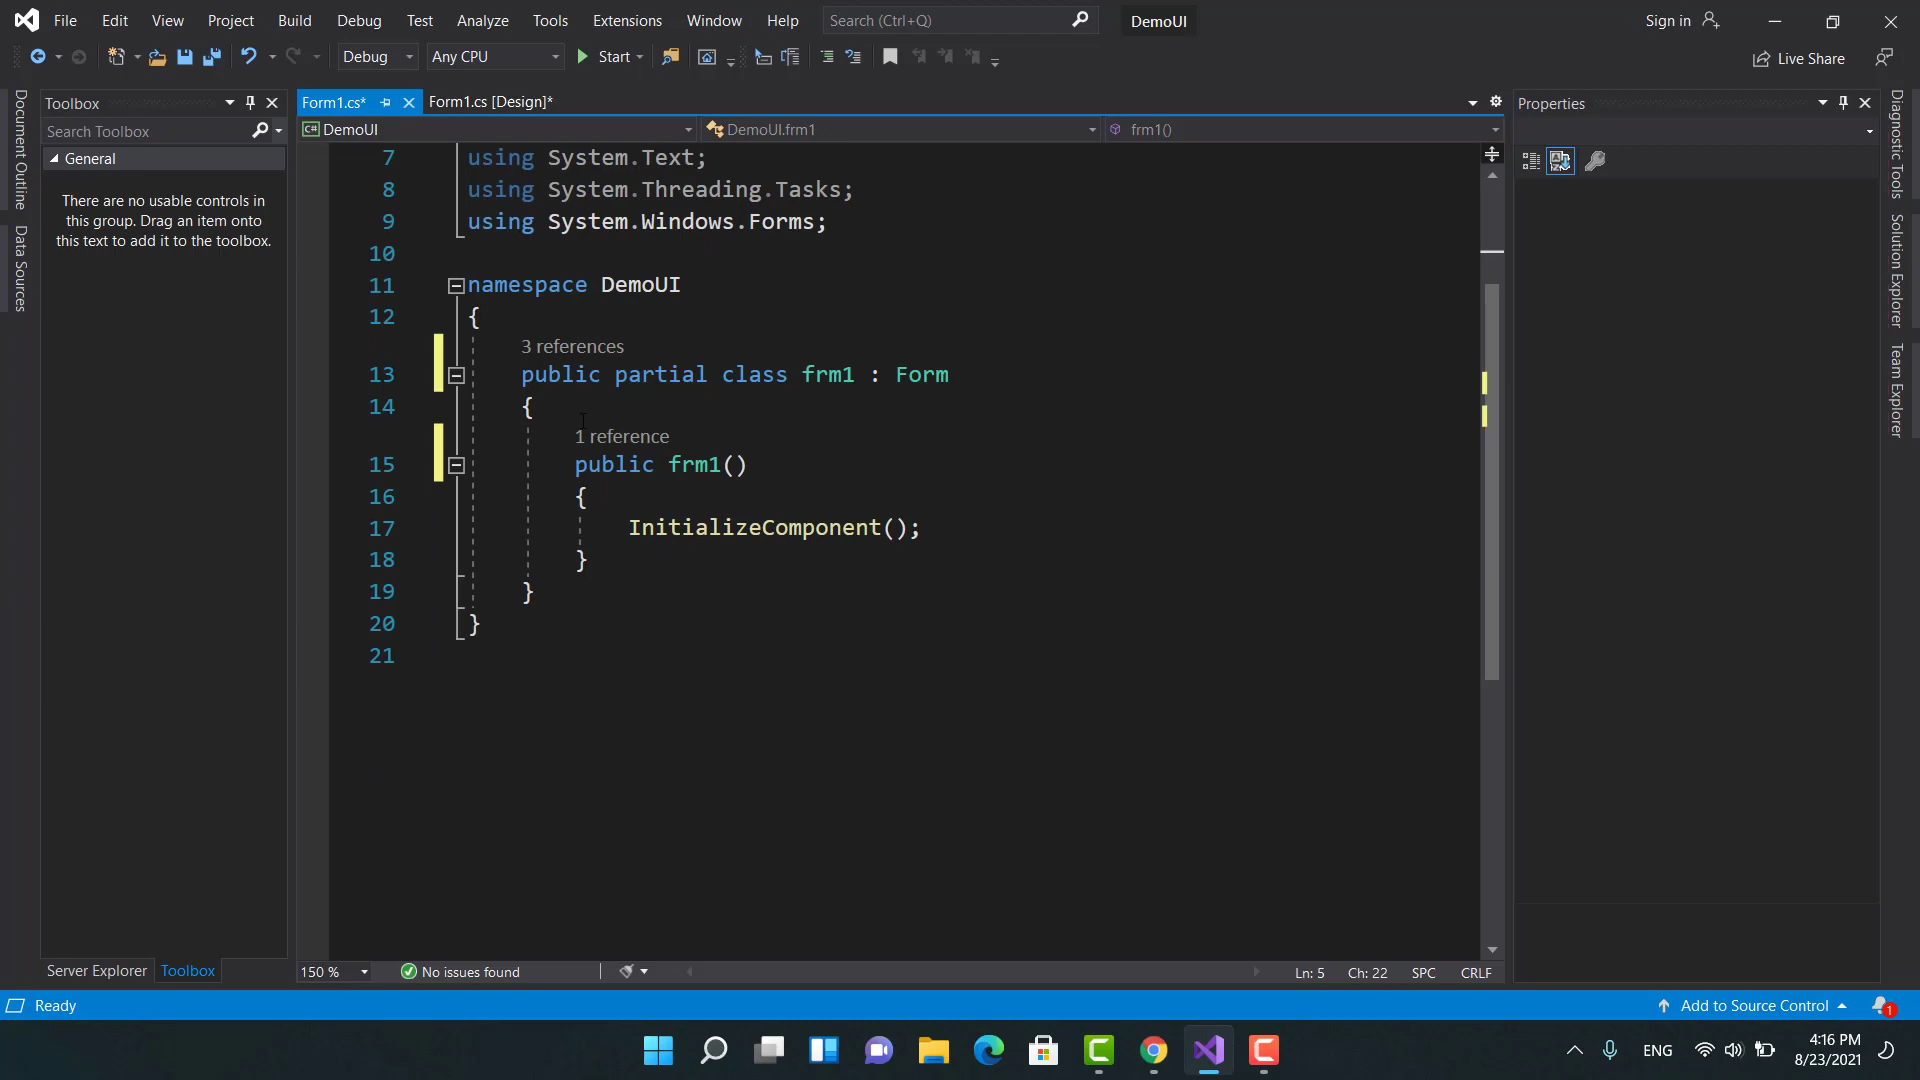 File Edit View Project Build Debug Test Analyze Tools Extensions Window Help Search (Ctrl+Q) DemoUI Sign in
Debug Any CPU Start Live Share
Document Outline
Data Sources
Toolbox
Search Toolbox
General
There are no usable controls in
this group. Drag an item onto
this text to add it to the toolbox.
Server Explorer Toolbox
Form1.cs* Form1.cs [Design]*
C# DemoUI DemoUI.frm1 frm1()
7 using System.Text;
8 using System.Threading.Tasks;
9 using System.Windows.Forms;
10
11 namespace DemoUI
12 {
3 references
13 public partial class frm1 : Form
14 {
1 reference
15 public frm1()
16 {
17 InitializeComponent();
18 }
19 }
20 }
21
150 % No issues found Ln: 5 Ch: 22 SPC CRLF
Properties
Diagnostic Tools
Solution Explorer
Team Explorer
Ready Add to Source Control 1
ENG 4:16 PM
8/23/2021